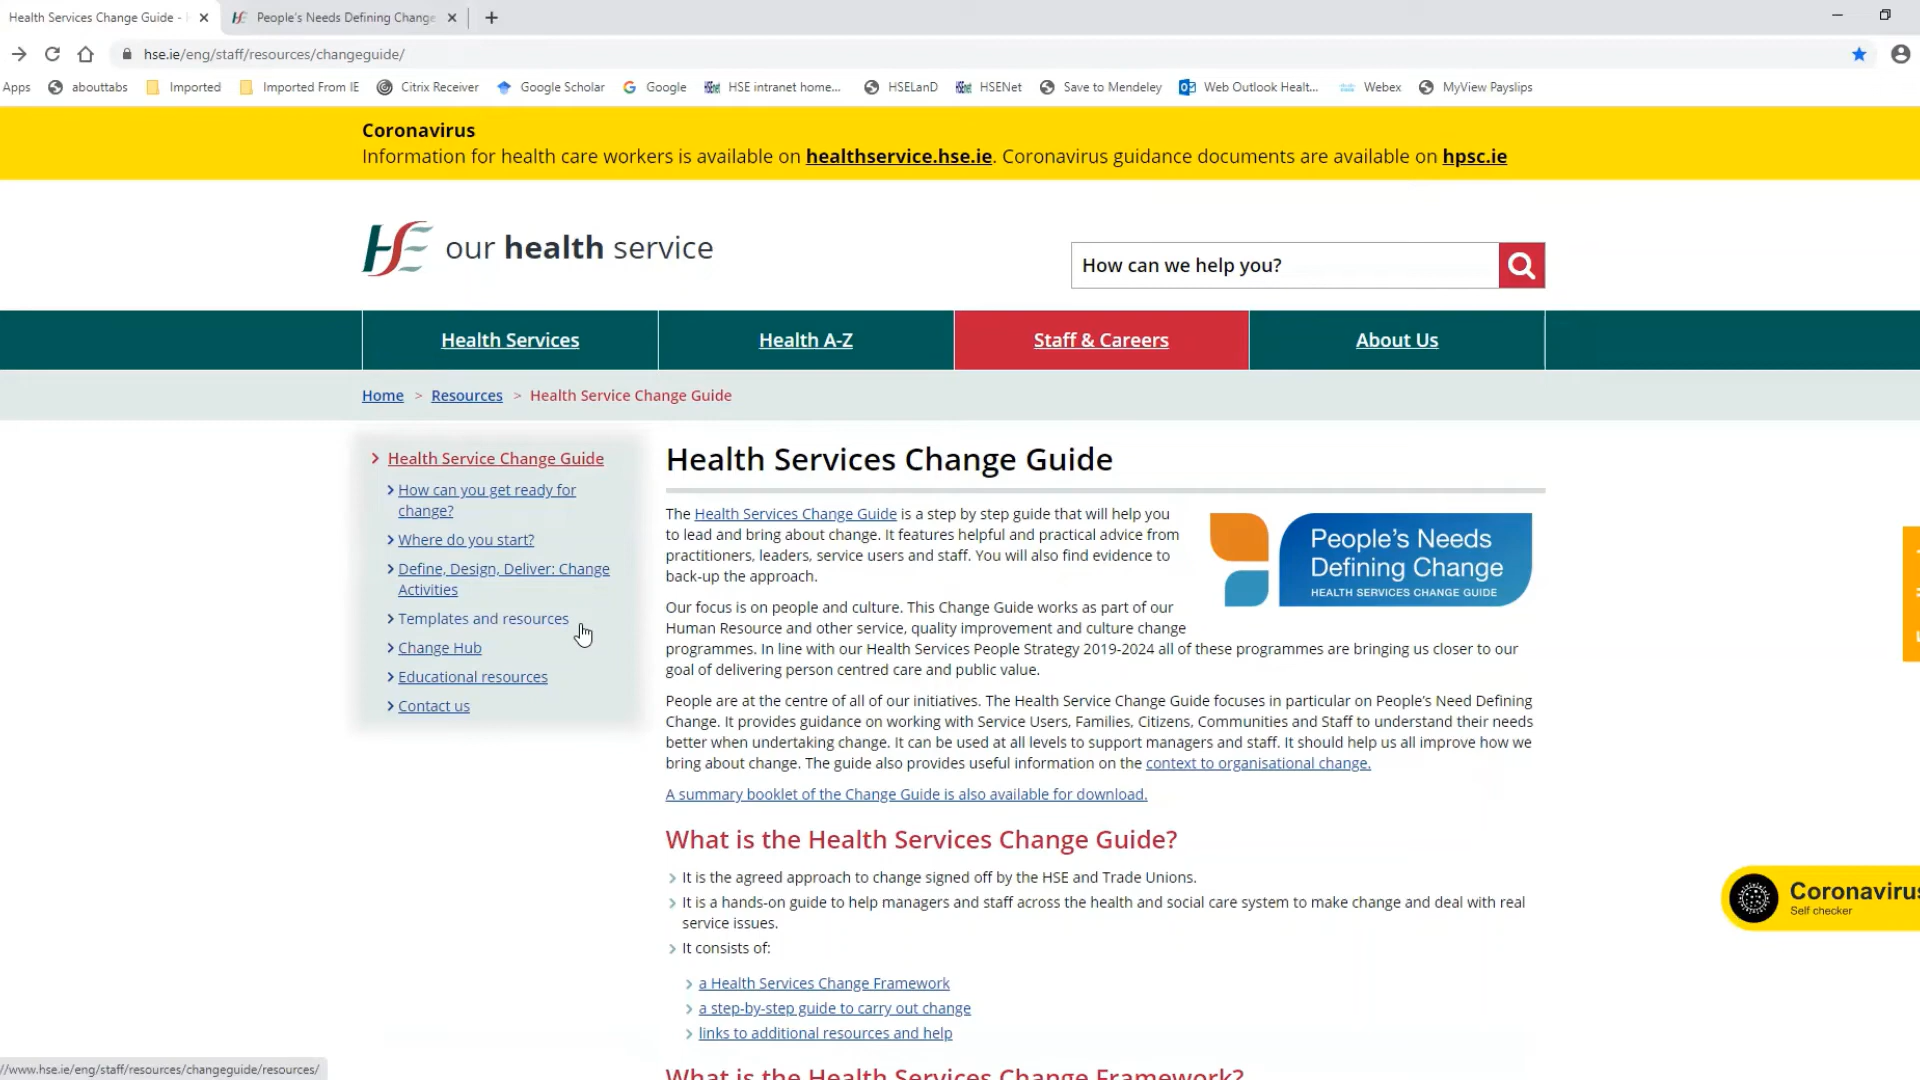 Health Services Change Guide -
People's Needs Defining Change
hse.ie/eng/staff/resources/changeguide/
Apps abouttabs Imported Imported From IE Citrix Receiver Google Scholar Google HSE intranet home... HSELanD HSENet Save to Mendeley Web Outlook Healt... Webex MyView Payslips
Coronavirus
Information for health care workers is available on healthservice.hse.ie. Coronavirus guidance documents are available on hpsc.ie
HSE our health service
How can we help you?
Health Services Health A-Z Staff & Careers About Us
Home > Resources > Health Service Change Guide
Health Service Change Guide
How can you get ready for
change?
Where do you start?
Define, Design, Deliver: Change
Activities
Templates and resources
Change Hub
Educational resources
Contact us
Health Services Change Guide
The Health Services Change Guide is a step by step guide that will help you
to lead and bring about change. It features helpful and practical advice from
practitioners, leaders, service users and staff. You will also find evidence to
back-up the approach.
People's Needs
Defining Change
HEALTH SERVICES CHANGE GUIDE
Our focus is on people and culture. This Change Guide works as part of our
Human Resource and other service, quality improvement and culture change
programmes. In line with our Health Services People Strategy 2019-2024 all of these programmes are bringing us closer to our
goal of delivering person centred care and public value.
People are at the centre of all of our initiatives. The Health Service Change Guide focuses in particular on People's Need Defining
Change. It provides guidance on working with Service Users, Families, Citizens, Communities and Staff to understand their needs
better when undertaking change. It can be used at all levels to support managers and staff. It should help us all improve how we
bring about change. The guide also provides useful information on the context to organisational change.
A summary booklet of the Change Guide is also available for download.
What is the Health Services Change Guide?
It is the agreed approach to change signed off by the HSE and Trade Unions.
It is a hands-on guide to help managers and staff across the health and social care system to make change and deal with real
service issues.
It consists of:
a Health Services Change Framework
a step-by-step guide to carry out change
links to additional resources and help
What is the Health Services Change Framework?
Coronavirus
Self checker
//www.hse.ie/eng/staff/resources/changeguide/resources/